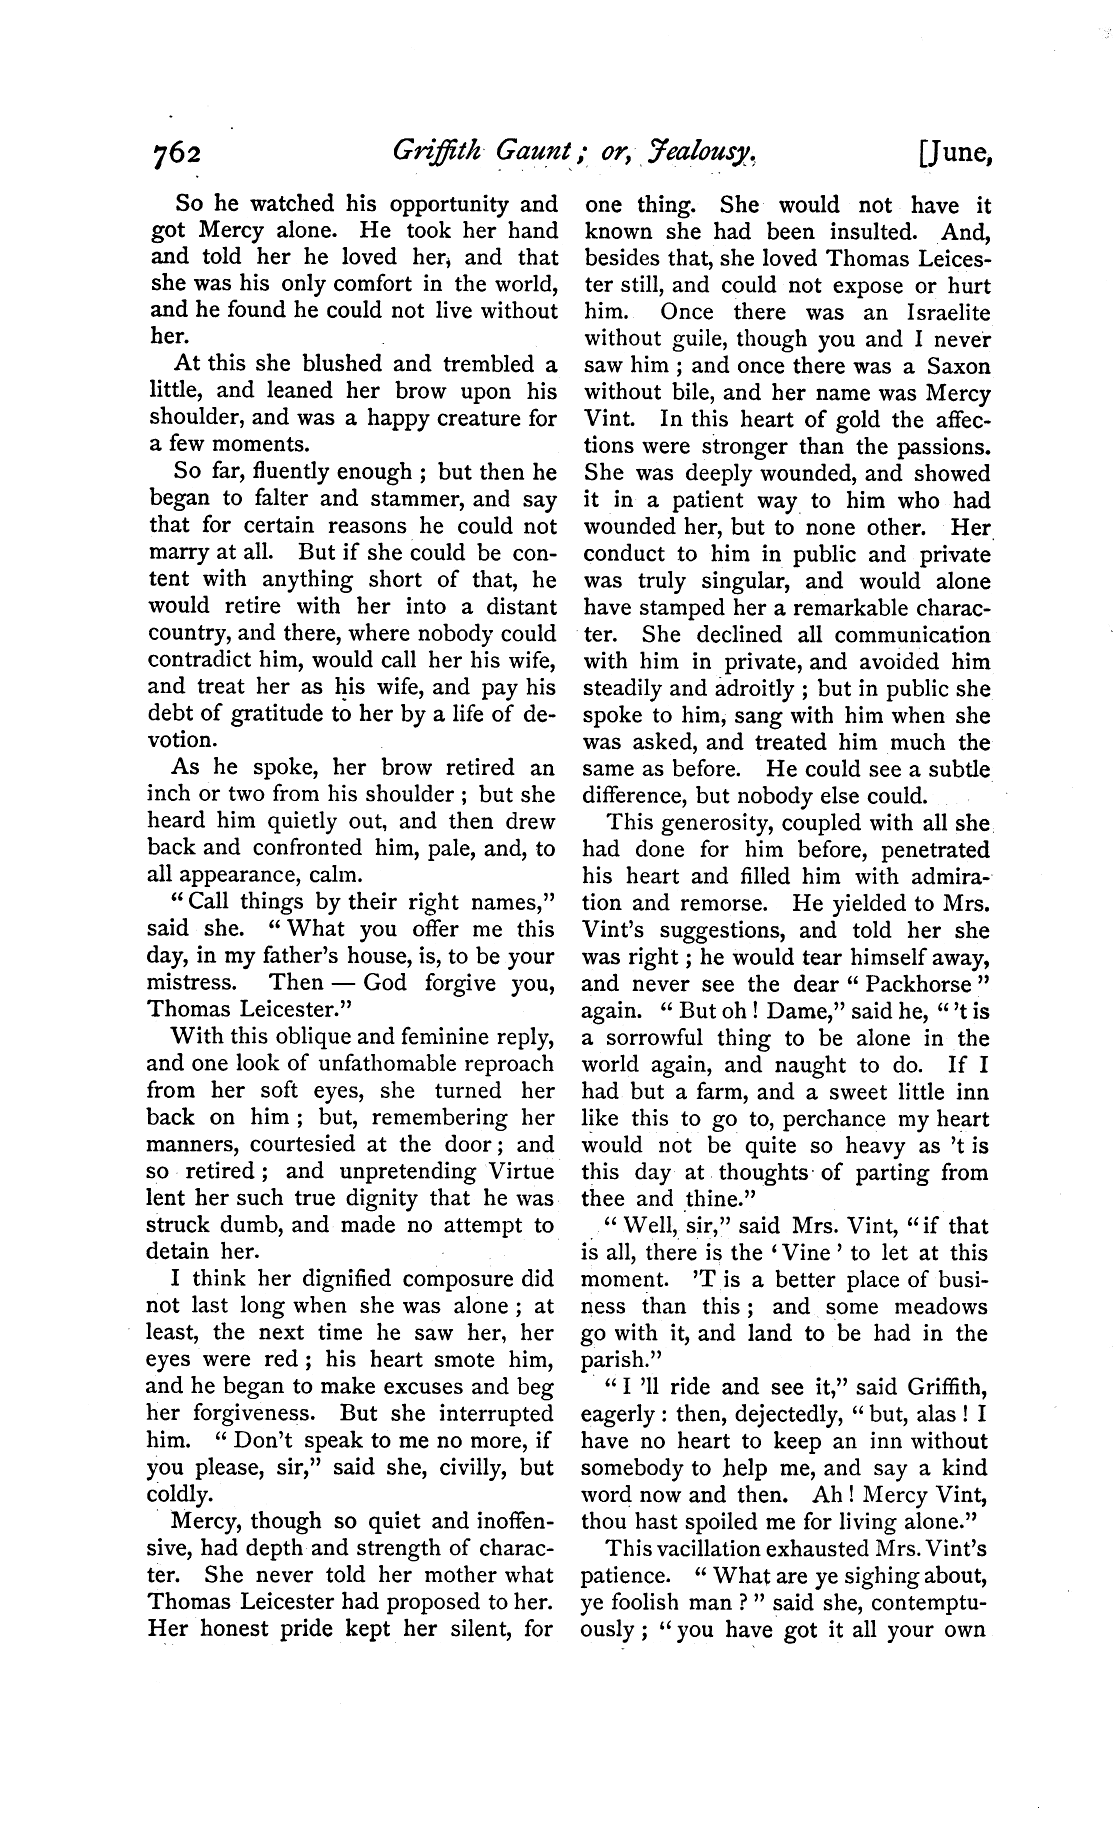 762 Griffith Gaunt; or, Jealousy. [June,
So he watched his opportunity and
got Mercy alone. He took her hand
and told her he loved her, and that
she was his only comfort in the world,
and he found he could not live without
her.
At this she blushed and trembled a
little, and leaned her brow upon his
shoulder, and was a happy creature for
a few moments.
So far, fluently enough ; but then he
began to falter and stammer, and say
that for certain reasons he could not
marry at all. But if she could be con-
tent with anything short of that, he
would retire with her into a distant
country, and there, where nobody could
contradict him, would call her his wife,
and treat her as his wife, and pay his
debt of gratitude to her by a life of de-
votion.
As he spoke, her brow retired an
inch or two from his shoulder ; but she
heard him quietly out, and then drew
back and confronted him, pale, and, to
all appearance, calm.
“ Call things by their right names,”
said she. “ What you offer me this
day, in my father’s house, is, to be your
mistress. Then — God forgive you,
Thomas Leicester.”
With this oblique and feminine reply,
and one look of unfathomable reproach
from her soft eyes, she turned her
back on him ; but, remembering her
manners, courtesied at the door ; and
so retired ; and unpretending Virtue
lent her such true dignity that he was
struck dumb, and made no attempt to
detain her.
I think her dignified composure did
not last long when she was alone ; at
least, the next time he saw her, her
eyes were red ; his heart smote him,
and he began to make excuses and beg
her forgiveness. But she interrupted
him. “ Don’t speak to me no more, if
you please, sir,” said she, civilly, but
coldly.
Mercy, though so quiet and inoffen-
sive, had depth and strength of charac-
ter. She never told her mother what
Thomas Leicester had proposed to her.
Her honest pride kept her silent, for
one thing. She would not have it
known she had been insulted. And,
besides that, she loved Thomas Leices-
ter still, and could not expose or hurt
him. Once there was an Israelite
without guile, though you and I never
saw him ; and once there was a Saxon
without bile, and her name was Mercy
Vint. In this heart of gold the affec-
tions were stronger than the passions.
She was deeply wounded, and showed
it in a patient way to him who had
wounded her, but to none other. Her
conduct to him in public and private
was truly singular, and would alone
have stamped her a remarkable charac-
ter. She declined all communication
with him in private, and avoided him
steadily and adroitly ; but in public she
spoke to him, sang with him when she
was asked, and treated him much the
same as before. He could see a subtle
difference, but nobody else could.
This generosity, coupled with all she
had done for him before, penetrated
his heart and filled him with admira-
tion and remorse. He yielded to Mrs.
Vint’s suggestions, and told her she
was right ; he would tear himself away,
and never see the dear “ Packhorse ”
again. “ But oh ! Dame,” said he, “ ’t is
a sorrowful thing to be alone in the
world again, and naught to do. If I
had but a farm, and a sweet little inn
like this to go to, perchance my heart
would not be quite so heavy as ’t is
this day at thoughts of parting from
thee and thine.”
“ Well, sir,” said Mrs. Vint, “ if that
is all, there is the ‘ Vine ’ to let at this
moment. ’T is a better place of busi-
ness than this ; and some meadows
go with it, and land to be had in the
parish.”
“ I ’ll ride and see it,” said Griffith,
eagerly : then, dejectedly, “ but, alas ! I
have no heart to keep an inn without
somebody to help me, and say a kind
word now and then. Ah ! Mercy Vint,
thou hast spoiled me for living alone.”
This vacillation exhausted Mrs. Vint’s
patience. “ What are ye sighing about,
ye foolish man ? ” said she, contemptu-
ously ; “ you have got it all your own